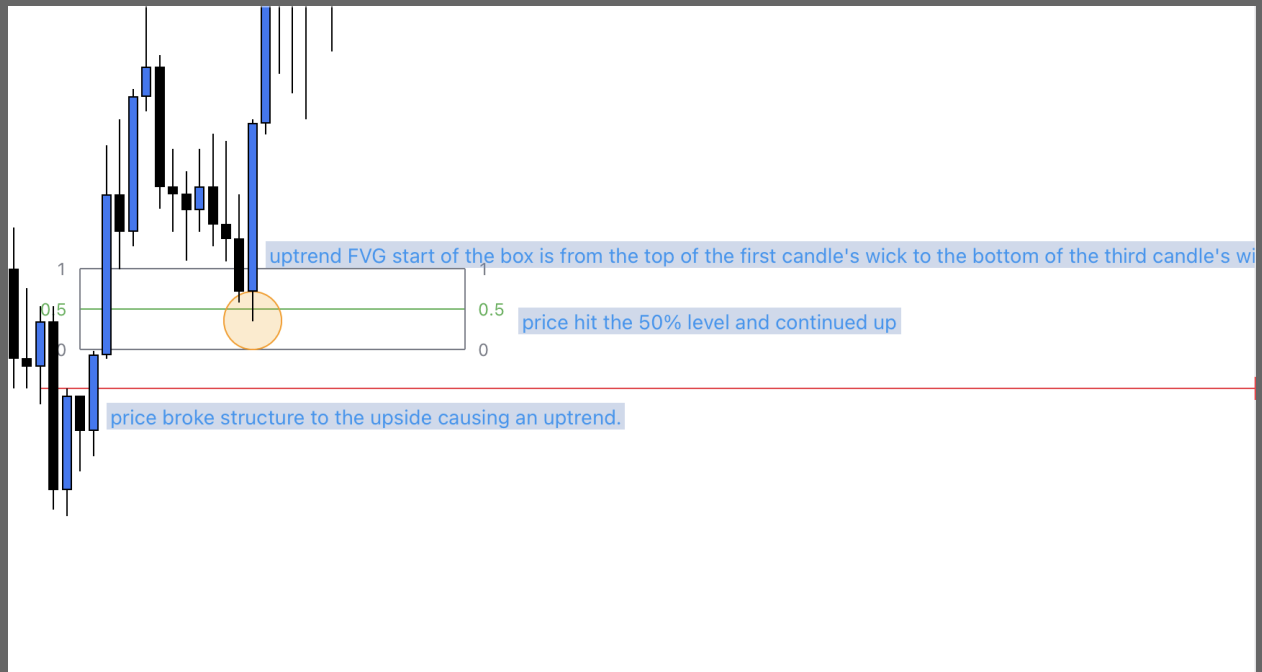 uptrend FVG start of the box is from the top of the first candle's wick to the bottom of the third candle's wi
1
1
0.5
0.5
price hit the 50% level and continued up
0
0
price broke structure to the upside causing an uptrend.